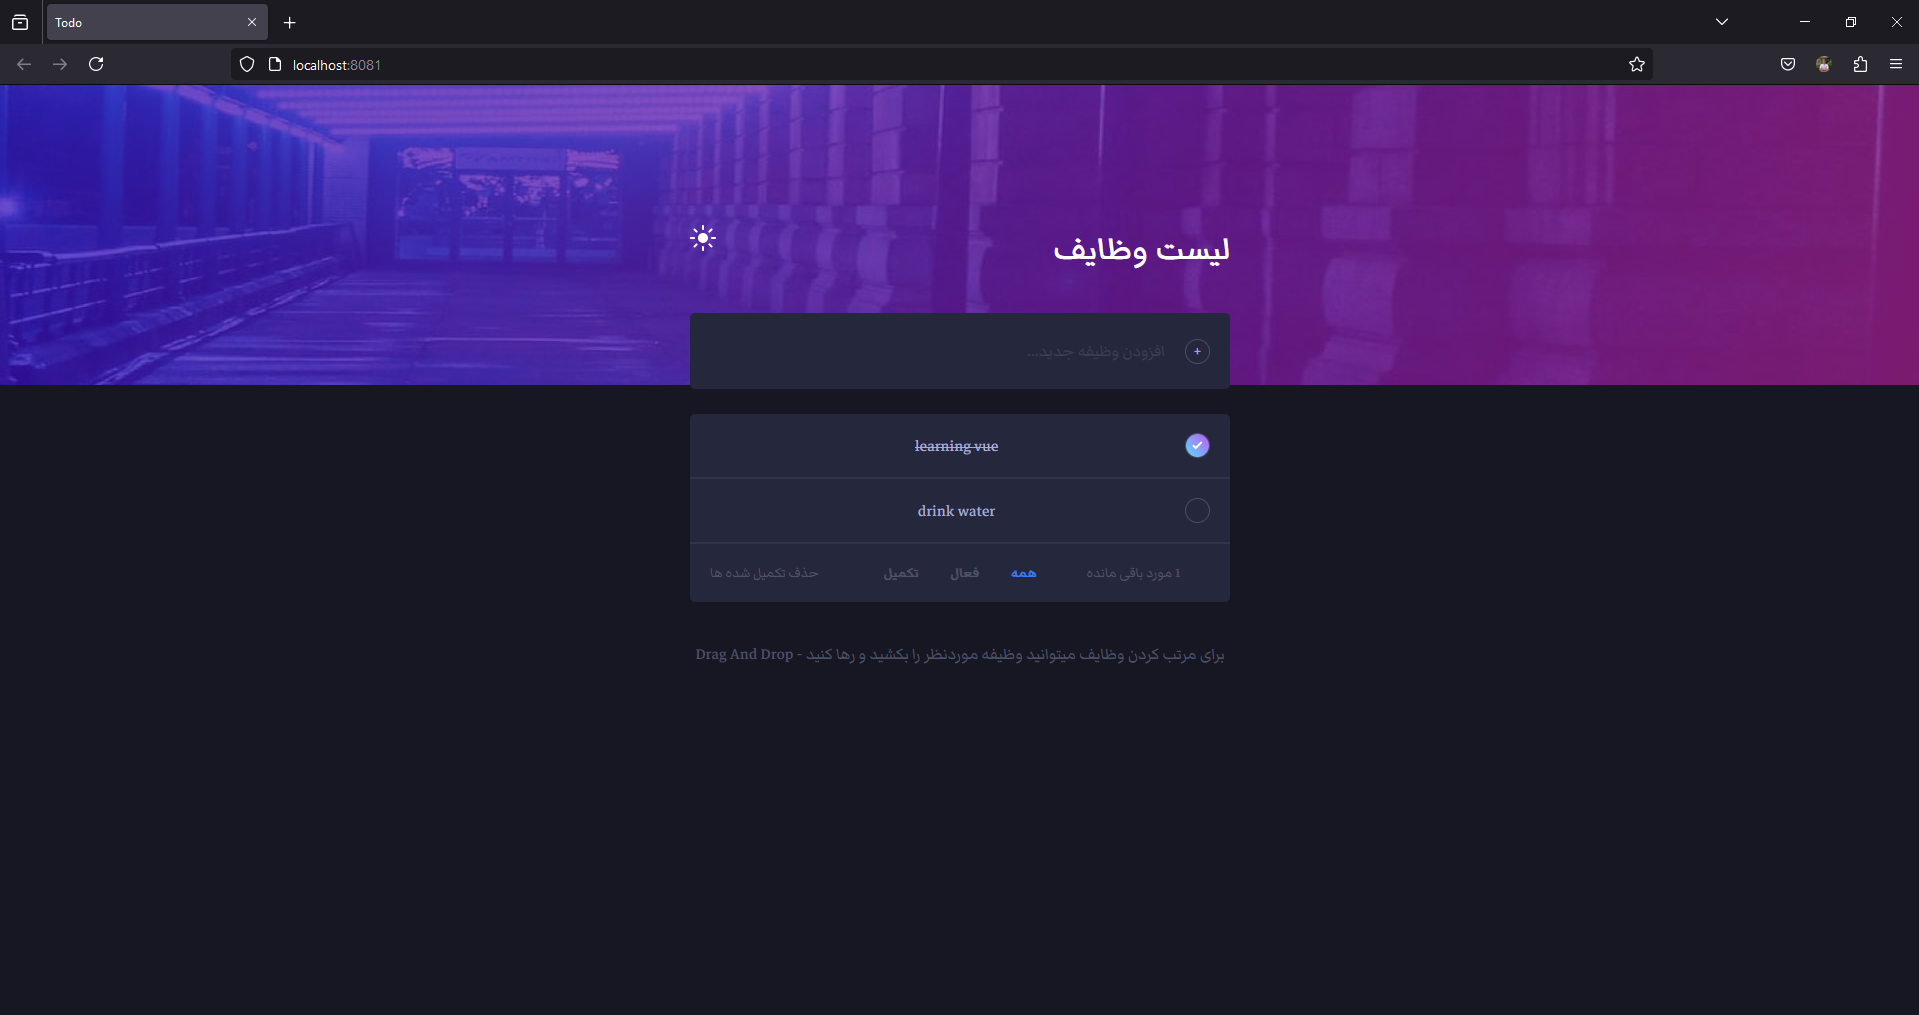 Todo
localhost:8081
لیست وظایف
افزودن وظیفه جدید...
learning vue
drink water
1 مورد باقی مانده
همه
فعال
تکمیل
حذف تکمیل شده ها
برای مرتب کردن وظایف میتوانید وظیفه موردنظر را بکشید و رها کنید - Drag And Drop